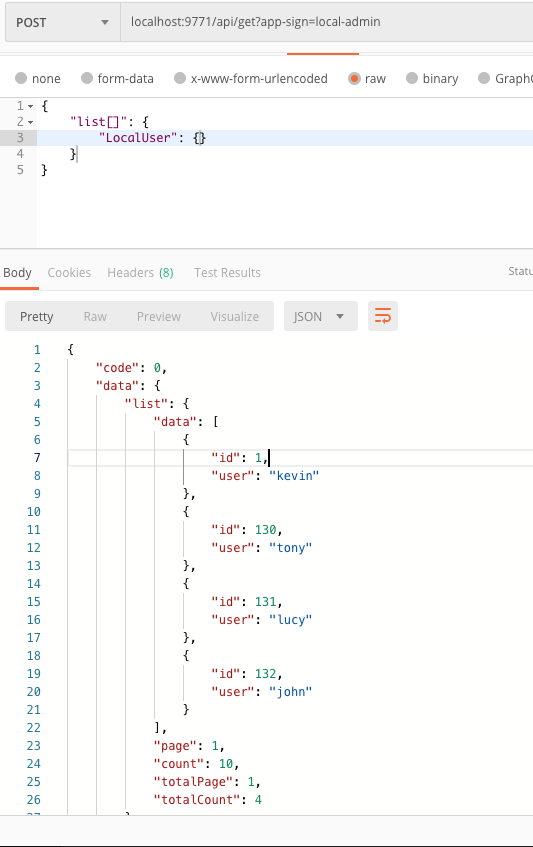 POST localhost:9771/api/get?app-sign=local-admin
none form-data x-www-form-urlencoded raw binary Graph
1 {
2 "list[]": {
3 "LocalUser": {}
4 }
5 }
Body Cookies Headers (8) Test Results Statu
Pretty Raw Preview Visualize JSON
1 {
2 "code": 0,
3 "data": {
4 "list": {
5 "data": [
6 {
7 "id": 1,
8 "user": "kevin"
9 },
10 {
11 "id": 130,
12 "user": "tony"
13 },
14 {
15 "id": 131,
16 "user": "lucy"
17 },
18 {
19 "id": 132,
20 "user": "john"
21 }
22 ],
23 "page": 1,
24 "count": 10,
25 "totalPage": 1,
26 "totalCount": 4